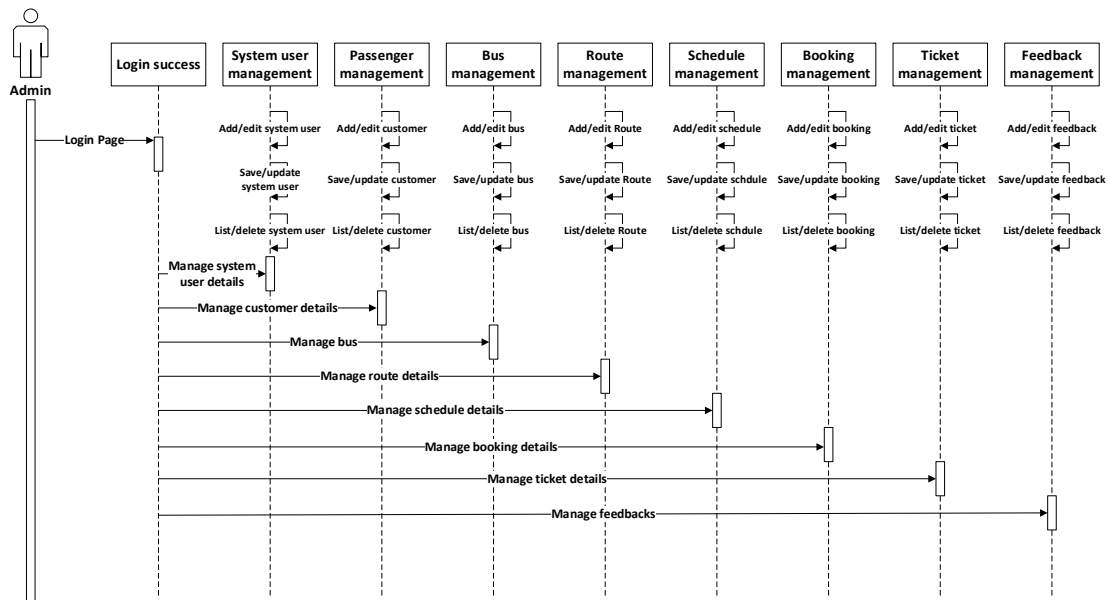 Login success
System user
management
Passenger
management
Bus
management
Route
management
Schedule
management
Booking
management
Ticket
management
Feedback
management
Admin
Login Page
Add/edit system user
Add/edit customer
Add/edit bus
Add/edit Route
Add/edit schedule
Add/edit booking
Add/edit ticket
Add/edit feedback
Save/update
system user
Save/update customer
Save/update bus
Save/update Route
Save/update schdule
Save/update booking
Save/update ticket
Save/update feedback
List/delete system user
List/delete customer
List/delete bus
List/delete Route
List/delete schdule
List/delete booking
List/delete ticket
List/delete feedback
Manage system
user details
Manage customer details
Manage bus
Manage route details
Manage schedule details
Manage booking details
Manage ticket details
Manage feedbacks